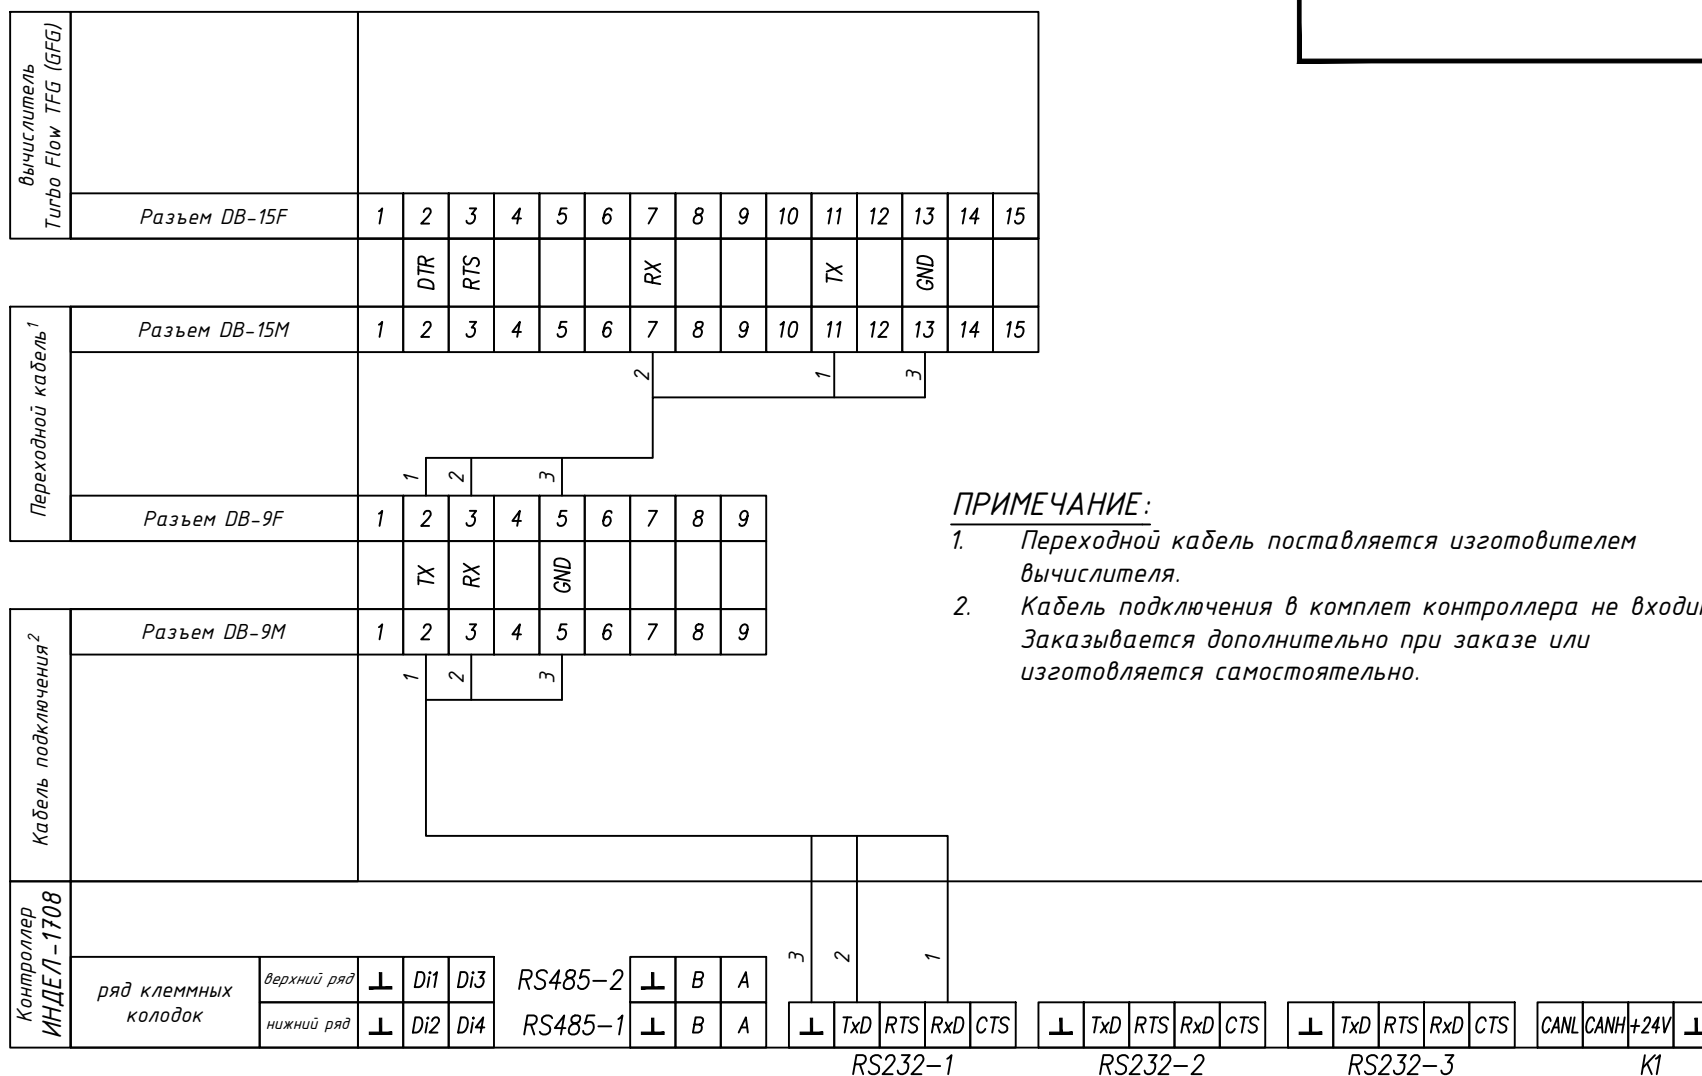 вычислитель
Turbo Flow TFG (GFG)
Разъем DB-15F 1 2 3 4 5 6 7 8 9 10 11 12 13 14 15
DTR RTS RX TX GND
Переходной кабель¹
Разъем DB-15M 1 2 3 4 5 6 7 8 9 10 11 12 13 14 15
2 1 3
1 2 3
Разъем DB-9F 1 2 3 4 5 6 7 8 9
TX RX GND
Кабель подключения²
Разъем DB-9M 1 2 3 4 5 6 7 8 9
1 2 3
ПРИМЕЧАНИЕ:
1. Переходной кабель поставляется изготовителем
вычислителя.
2. Кабель подключения в комплет контроллера не входи
Заказывается дополнительно при заказе или
изготовляется самостоятельно.
Контроллер
ИНДЕЛ-1708
ряд клеммных
колодок
3 2 1
верхний ряд ⊥ Di1 Di3 RS485-2 ⊥ B A
нижний ряд ⊥ Di2 Di4 RS485-1 ⊥ B A ⊥ TxD RTS RxD CTS ⊥ TxD RTS RxD CTS ⊥ TxD RTS RxD CTS CANL CANH +24V ⊥
RS232-1 RS232-2 RS232-3 K1